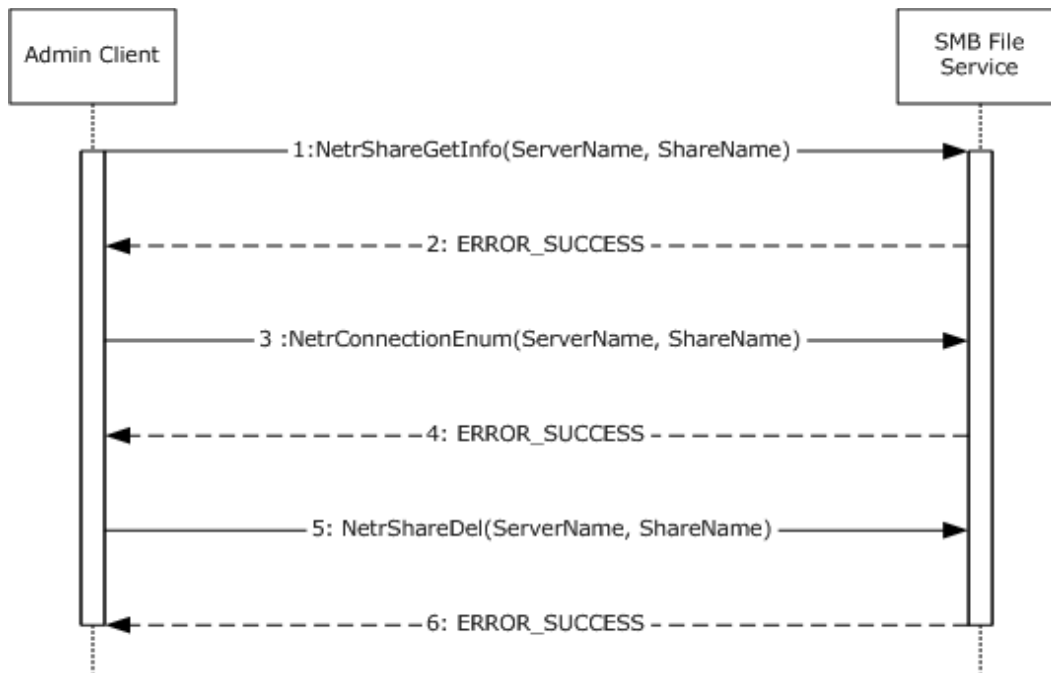 Admin Client
SMB File
Service
1:NetrShareGetInfo(ServerName, ShareName)
2: ERROR_SUCCESS
3 :NetrConnectionEnum(ServerName, ShareName)
4: ERROR_SUCCESS
5: NetrShareDel(ServerName, ShareName)
6: ERROR_SUCCESS